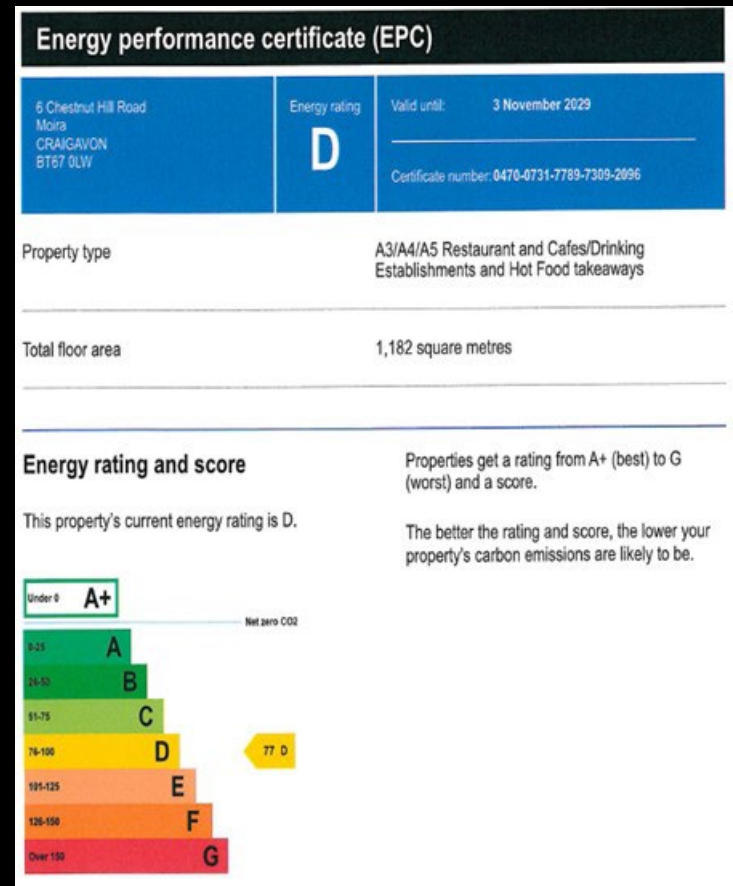 Energy performance certificate (EPC)
6 Chestnut Hill Road
Moira
CRAIGAVON
BT67 0LW
Energy rating
D
Valid until: 3 November 2029
Certificate number: 0470-0731-7789-7309-2096
Property type
A3/A4/A5 Restaurant and Cafes/Drinking
Establishments and Hot Food takeaways
Total floor area
1,182 square metres
Energy rating and score
This property's current energy rating is D.
Properties get a rating from A+ (best) to G
(worst) and a score.
The better the rating and score, the lower your
property's carbon emissions are likely to be.
Under 0 A+
Net zero CO2
0-25 A
26-50 B
51-75 C
76-100 D
77 D
101-125 E
126-150 F
Over 150 G